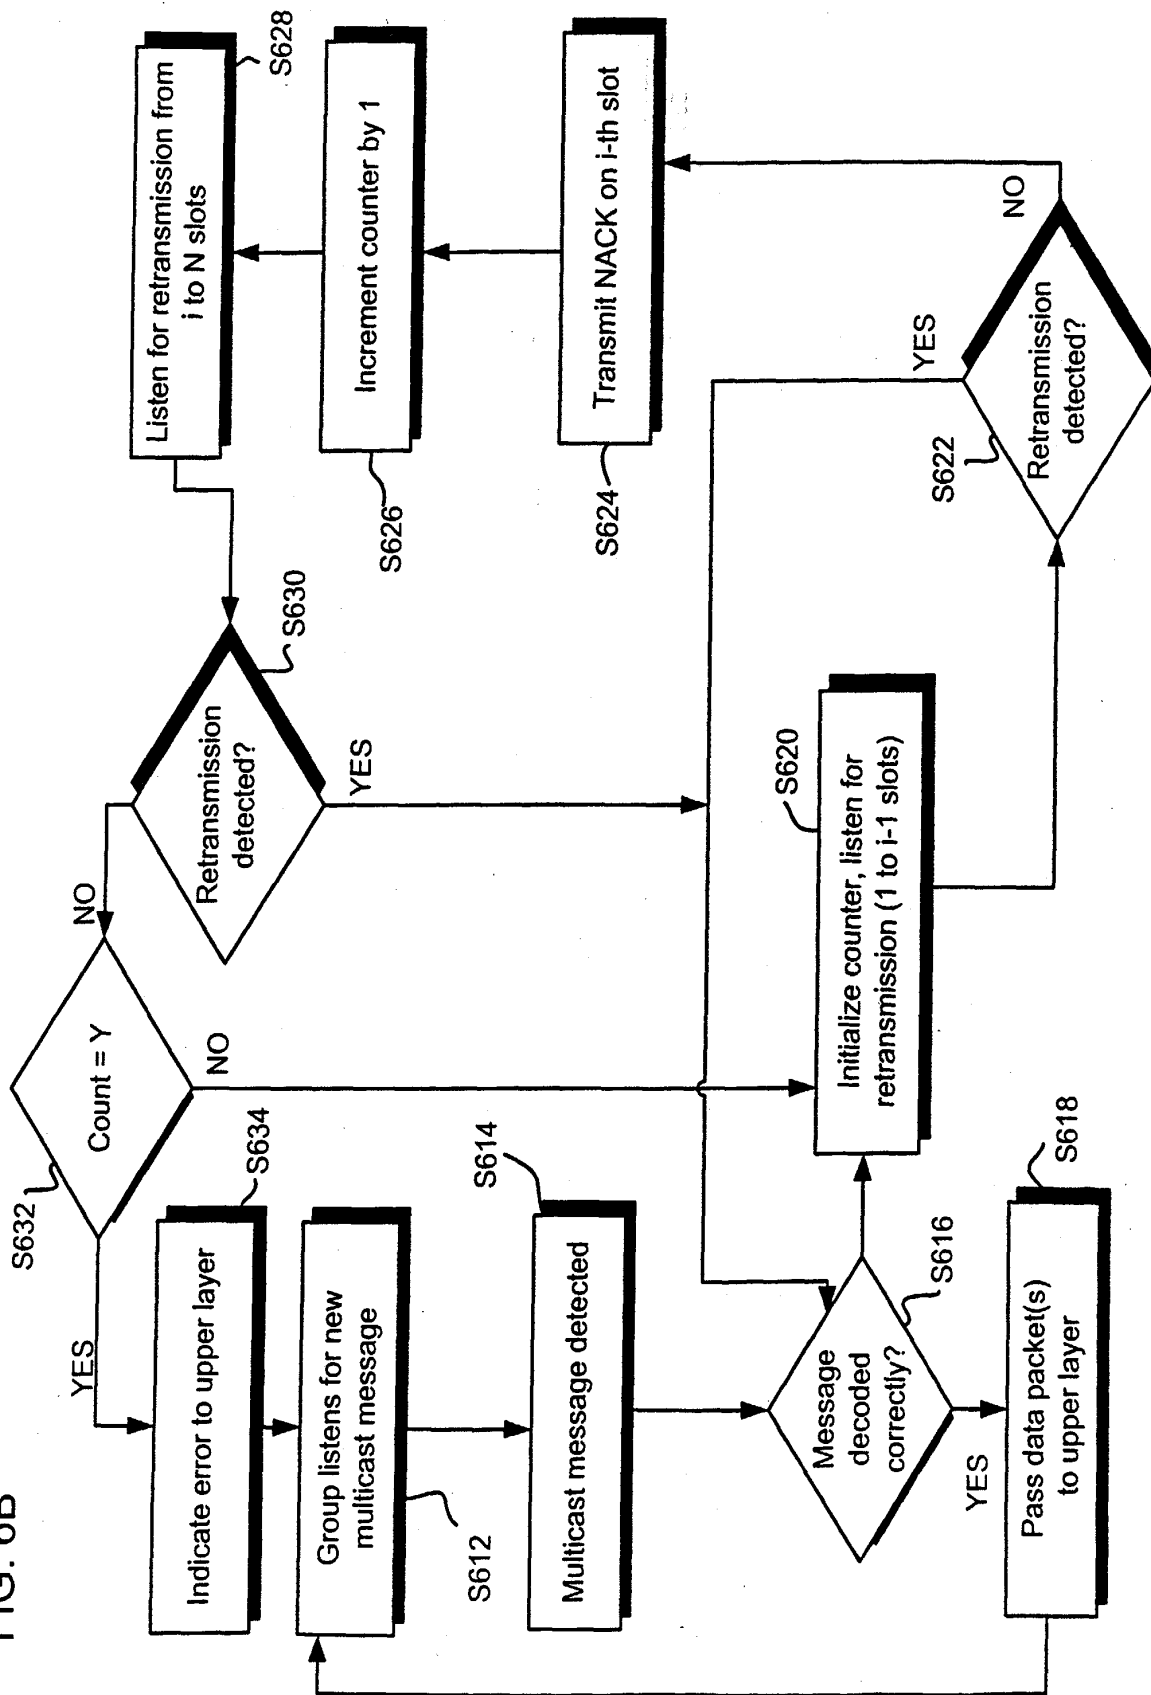 FIG. 6B
S632
Count = Y
YES
NO
NO
Indicate error to upper layer
S634
Group listens for new
multicast message
S612
Multicast message detected
S614
Message
decoded
correctly?
S616
YES
Pass data packet(s)
to upper layer
S618
Retransmission
detected?
S630
YES
Initialize counter, listen for
retransmission (1 to i-1 slots)
S620
Listen for retransmission from
i to N slots
S628
Increment counter by 1
S626
Transmit NACK on i-th slot
S624
Retransmission
detected?
S622
YES
NO